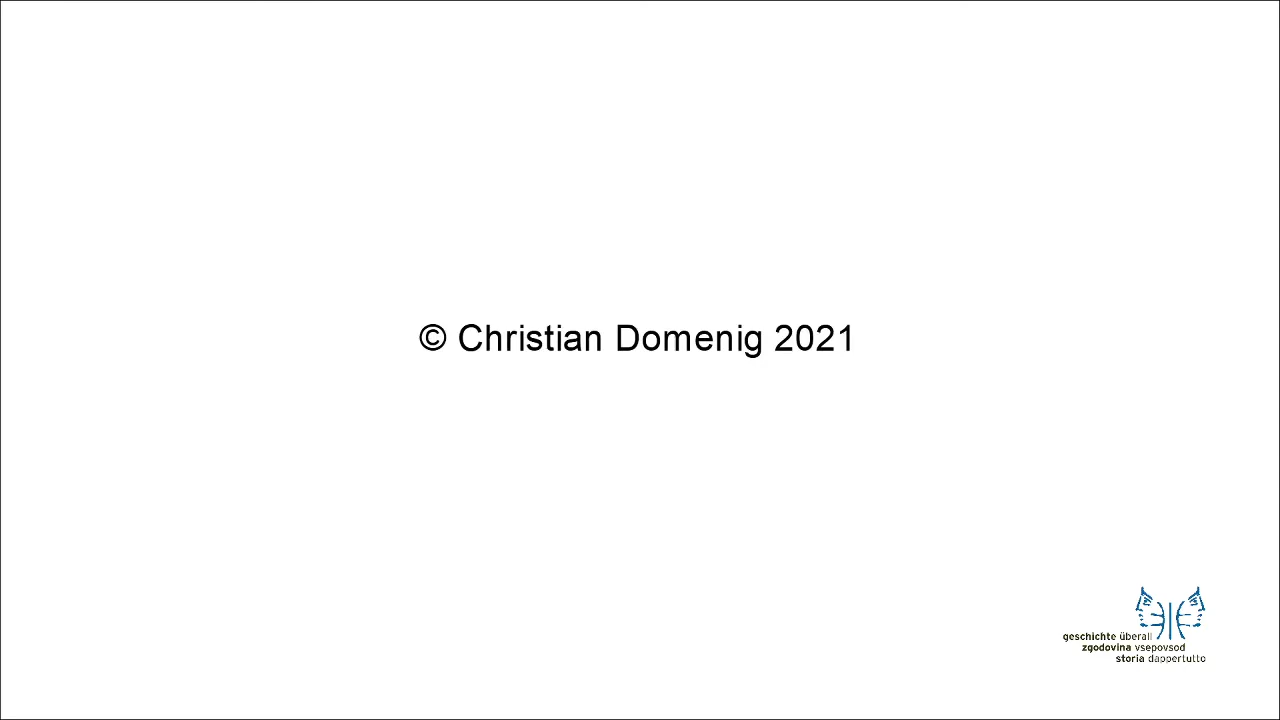 © Christian Domenig 2021
geschichte überall
zgodovina vsepovsod
storia dappertutto